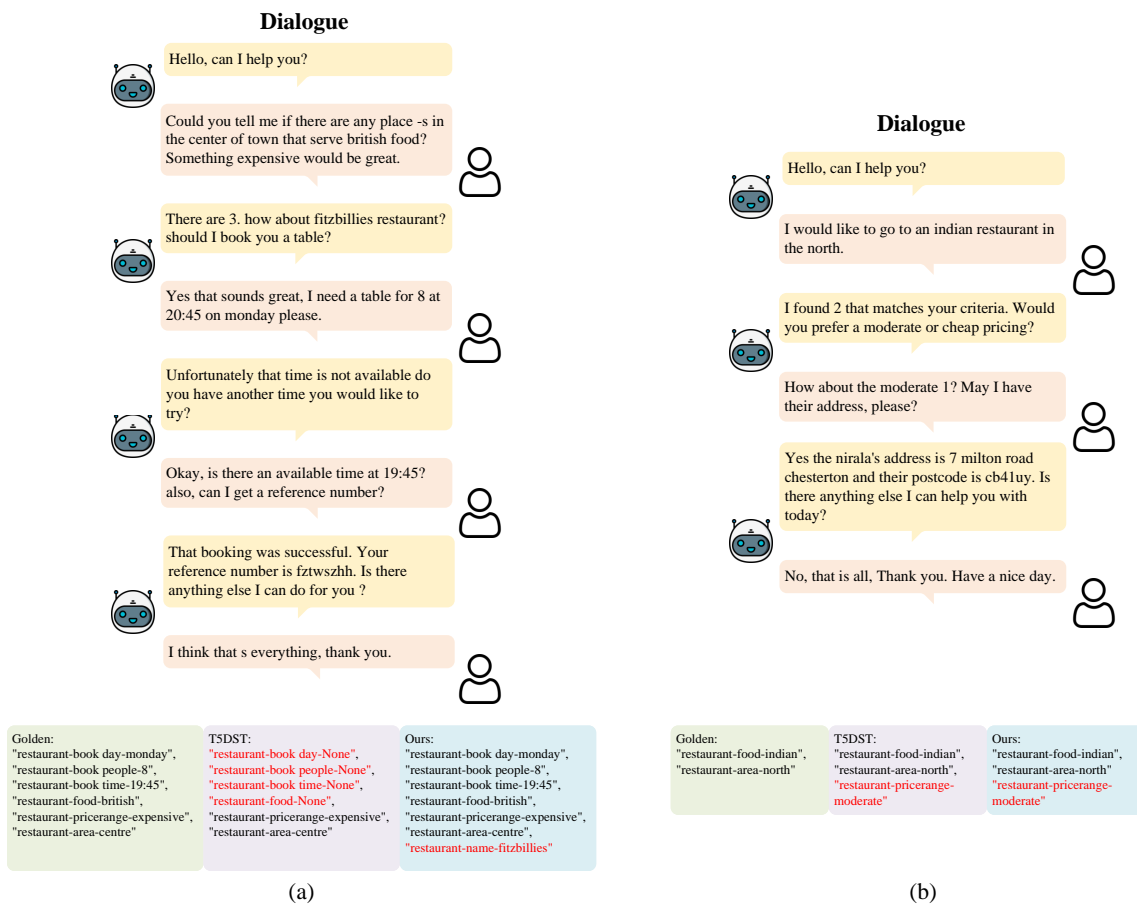 Dialogue
Hello, can I help you?
Could you tell me if there are any place -s in
the center of town that serve british food?
Something expensive would be great.
There are 3. how about fitzbillies restaurant?
should I book you a table?
Yes that sounds great, I need a table for 8 at
20:45 on monday please.
Unfortunately that time is not available do
you have another time you would like to
try?
Okay, is there an available time at 19:45?
also, can I get a reference number?
That booking was successful. Your
reference number is fztwszhh. Is there
anything else I can do for you ?
I think that s everything, thank you.
Golden:
"restaurant-book day-monday",
"restaurant-book people-8",
"restaurant-book time-19:45",
"restaurant-food-british",
"restaurant-pricerange-expensive",
"restaurant-area-centre"
T5DST:
"restaurant-book day-None",
"restaurant-book people-None",
"restaurant-book time-None",
"restaurant-food-None",
"restaurant-pricerange-expensive",
"restaurant-area-centre"
Ours:
"restaurant-book day-monday",
"restaurant-book people-8",
"restaurant-book time-19:45",
"restaurant-food-british",
"restaurant-pricerange-expensive",
"restaurant-area-centre",
"restaurant-name-fitzbillies"
(a)
Dialogue
Hello, can I help you?
I would like to go to an indian restaurant in
the north.
I found 2 that matches your criteria. Would
you prefer a moderate or cheap pricing?
How about the moderate 1? May I have
their address, please?
Yes the nirala's address is 7 milton road
chesterton and their postcode is cb41uy. Is
there anything else I can help you with
today?
No, that is all, Thank you. Have a nice day.
Golden:
"restaurant-food-indian",
"restaurant-area-north"
T5DST:
"restaurant-food-indian",
"restaurant-area-north",
"restaurant-pricerange-
moderate"
Ours:
"restaurant-food-indian",
"restaurant-area-north"
"restaurant-pricerange-
moderate"
(b)